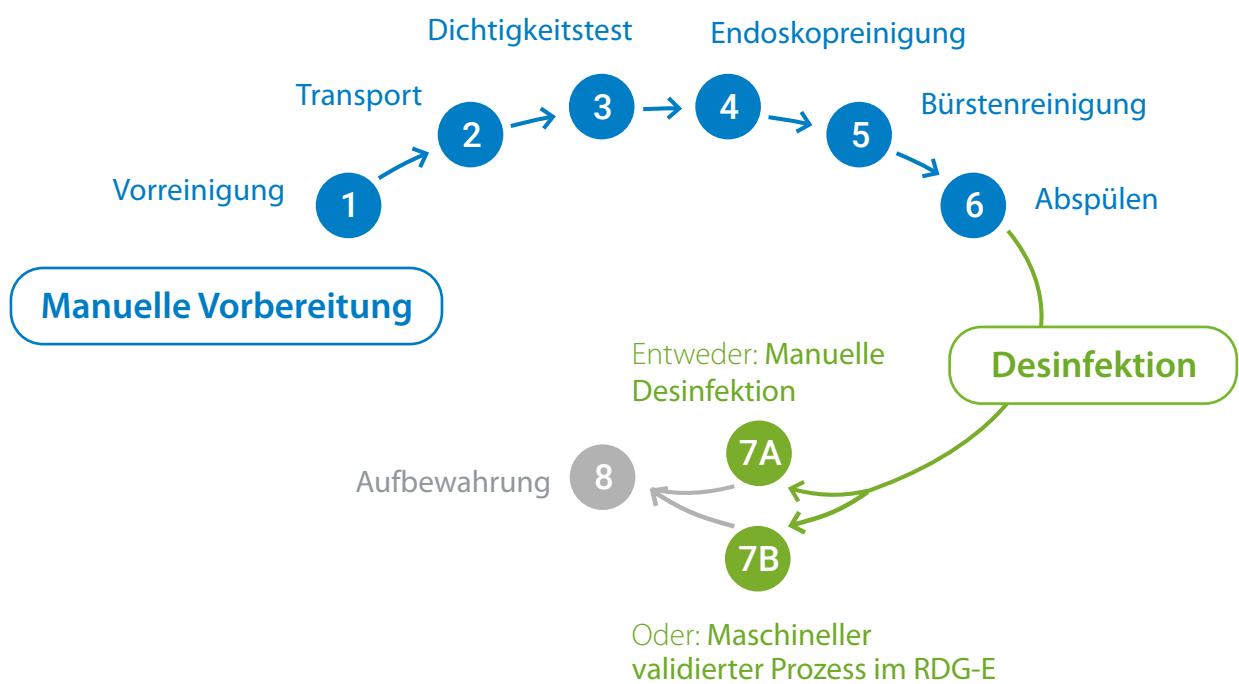 Manuelle Vorbereitung
1
Vorreinigung
2
Transport
3
Dichtigkeitstest
4
Endoskopreinigung
5
Bürstenreinigung
6
Abspülen
Desinfektion
Entweder: Manuelle
Desinfektion
7A
7B
Oder: Maschineller
validierter Prozess im RDG-E
8
Aufbewahrung